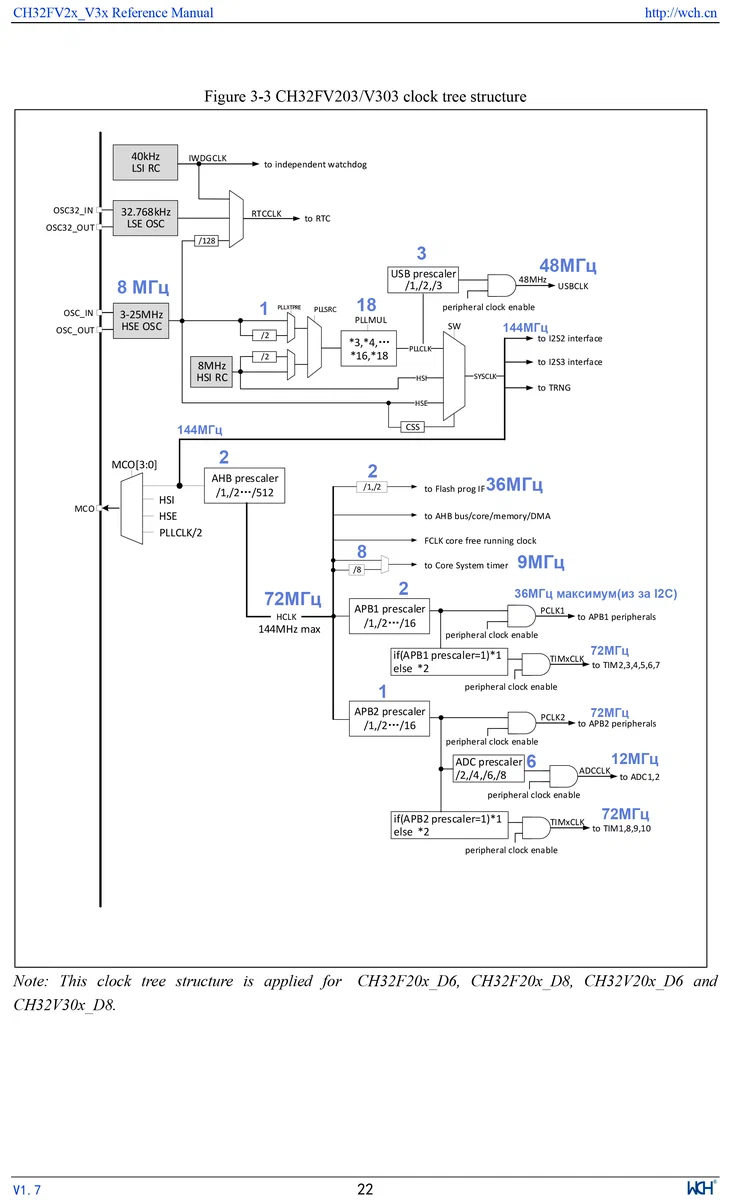 CH32FV2x_V3x Reference Manual
http://wch.cn
Figure 3-3 CH32FV203/V303 clock tree structure
40kHz
LSI RC
IWDGCLK
to independent watchdog
OSC32_IN
OSC32_OUT
32.768kHz
LSE OSC
RTCCLK
to RTC
/128
3
USB prescaler
/1,/2,/3
48MHz
48МГц
USBCLK
peripheral clock enable
8 МГц
OSC_IN
OSC_OUT
3-25MHz
HSE OSC
1
PLLXTPRE
PLLSRC
18
PLLMUL
*3,*4,⋯
*16,*18
/2
/2
8MHz
HSI RC
PLLCLK
HSI
HSE
CSS
SW
SYSCLK
144МГц
to I2S2 interface
to I2S3 interface
to TRNG
144МГц
MCO[3:0]
MCO
HSI
HSE
PLLCLK/2
2
AHB prescaler
/1,/2⋯/512
2
/1,/2
to Flash prog IF
36МГц
to AHB bus/core/memory/DMA
FCLK core free running clock
8
/8
to Core System timer
9МГц
72МГц
HCLK
144MHz max
2
APB1 prescaler
/1,/2⋯/16
36МГц максимум(из за I2C)
PCLK1
to APB1 peripherals
peripheral clock enable
if(APB1 prescaler=1)*1
else *2
72МГц
TIMxCLK
to TIM2,3,4,5,6,7
peripheral clock enable
1
APB2 prescaler
/1,/2⋯/16
72МГц
PCLK2
to APB2 peripherals
peripheral clock enable
ADC prescaler
/2,/4,/6,/8
6
12МГц
ADCCLK
to ADC1,2
peripheral clock enable
if(APB2 prescaler=1)*1
else *2
72МГц
TIMxCLK
to TIM1,8,9,10
peripheral clock enable
Note: This clock tree structure is applied for CH32F20x_D6, CH32F20x_D8, CH32V20x_D6 and
CH32V30x_D8.
V1.7
22
WCH®